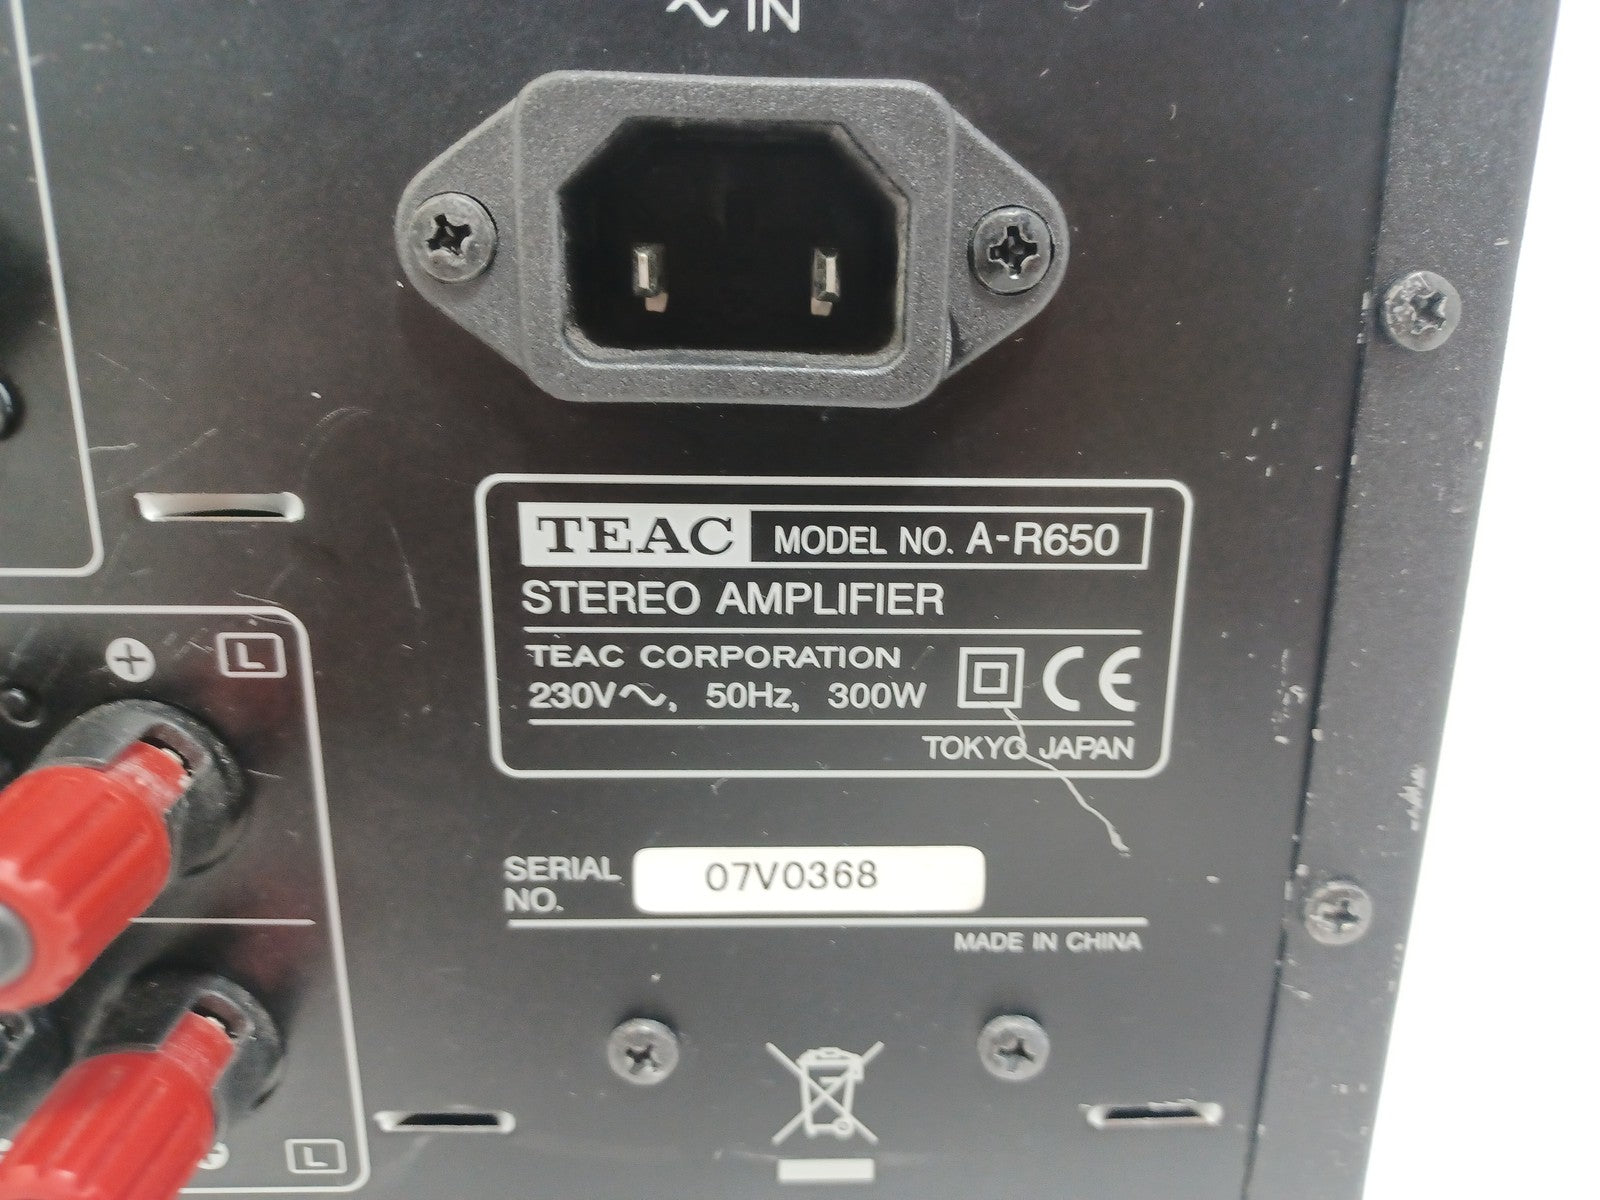 ~ IN
TEAC MODEL NO. A-R650
STEREO AMPLIFIER
TEAC CORPORATION
230V~, 50Hz, 300W CE
TOKYO JAPAN
+ L
SERIAL NO. 07V0368
MADE IN CHINA
+ L